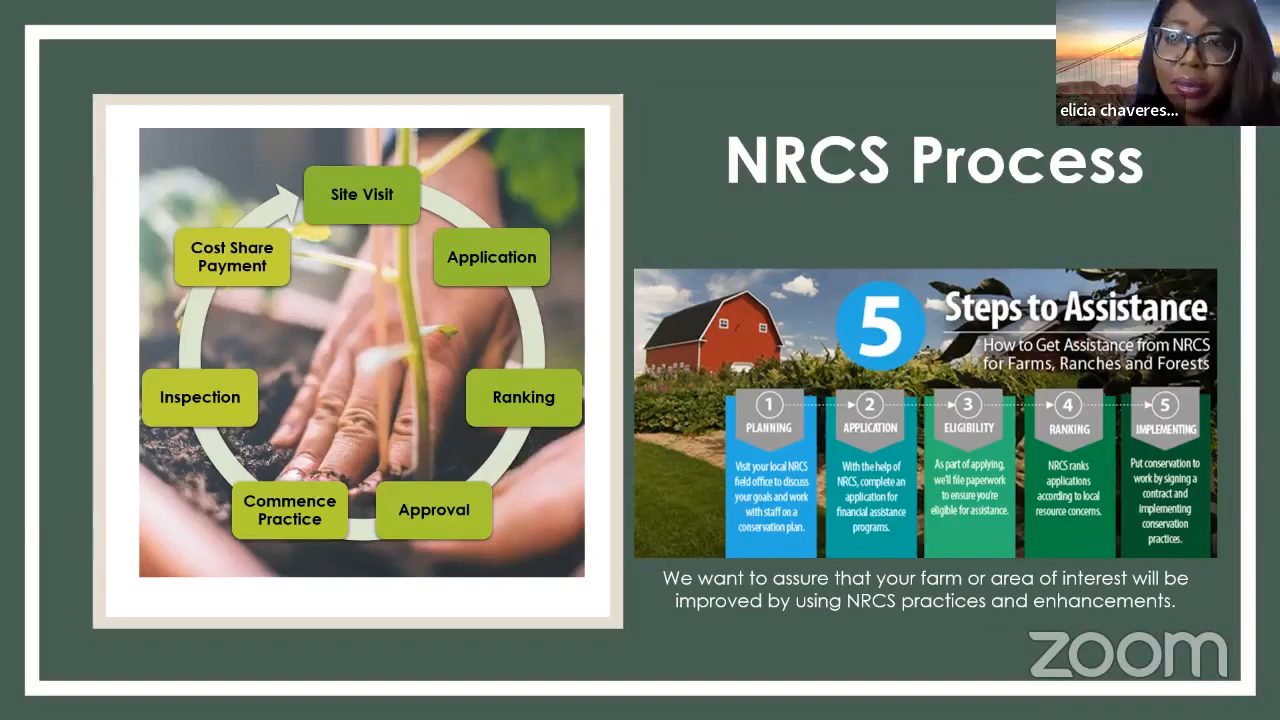 elicia chaveres...
NRCS Process
Site Visit
Application
Ranking
Approval
Commence
Practice
Inspection
Cost Share
Payment
5
Steps to Assistance
How to Get Assistance from NRCS
for Farms, Ranches and Forests
1
PLANNING
Visit your local NRCS
field office to discuss
your goals and work
with staff on a
conservation plan.
2
APPLICATION
With the help of
NRCS, complete an
application for
financial assistance
programs.
3
ELIGIBILITY
As part of applying,
we'll file paperwork
to ensure you're
eligible for assistance.
4
RANKING
NRCS ranks
applications
according to local
resource concerns.
5
IMPLEMENTING
Put conservation to
work by signing a
contract and
implementing
conservation
practices.
We want to assure that your farm or area of interest will be
improved by using NRCS practices and enhancements.
zoom